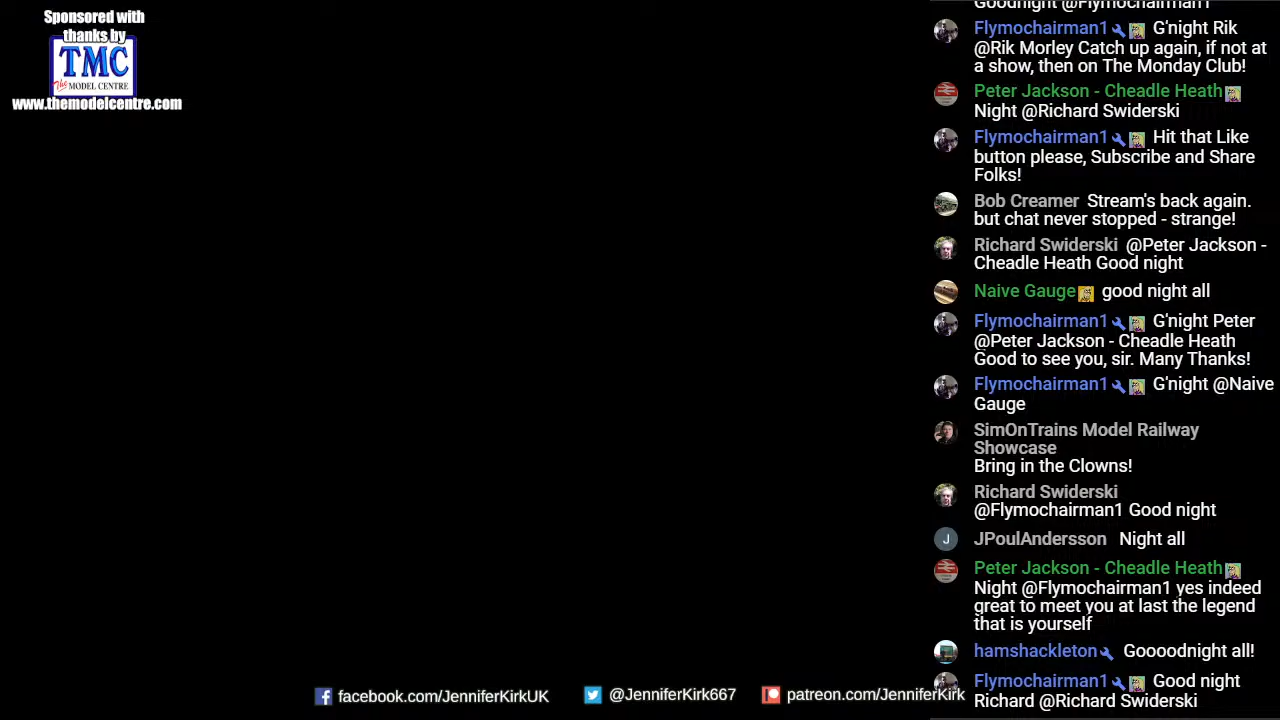 Sponsored with
thanks by
TMC
The MODEL CENTRE
www.themodelcentre.com
Goodnight @Flymochairman1
Flymochairman1 G'night Rik
@Rik Morley Catch up again, if not at
a show, then on The Monday Club!
Peter Jackson - Cheadle Heath
Night @Richard Swiderski
Flymochairman1 Hit that Like
button please, Subscribe and Share
Folks!
Bob Creamer Stream's back again.
but chat never stopped - strange!
Richard Swiderski @Peter Jackson -
Cheadle Heath Good night
Naive Gauge good night all
Flymochairman1 G'night Peter
@Peter Jackson - Cheadle Heath
Good to see you, sir. Many Thanks!
Flymochairman1 G'night @Naive
Gauge
SimOnTrains Model Railway
Showcase
Bring in the Clowns!
Richard Swiderski
@Flymochairman1 Good night
J JPoulAndersson Night all
Peter Jackson - Cheadle Heath
Night @Flymochairman1 yes indeed
great to meet you at last the legend
that is yourself
hamshackleton Goooodnight all!
Flymochairman1 Good night
Richard @Richard Swiderski
facebook.com/JenniferKirkUK
@JenniferKirk667
patreon.com/JenniferKirk